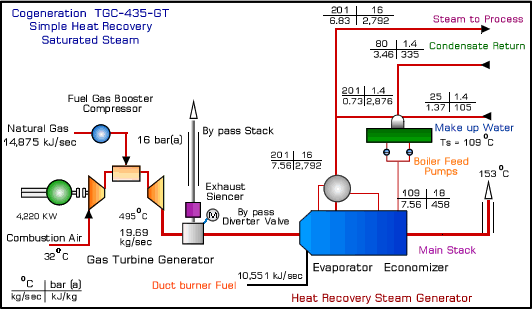 Cogeneration TGC-435-GT
Simple Heat Recovery
Saturated Steam
201 16
6.83 2,792
Steam to Process
80 1.4
3.46 335
Condensate Return
Fuel Gas Booster
Compressor
201 1.4
0.73 2,876
25 1.4
1.37 105
Natural Gas
14,875 kJ/sec
16 bar(a)
By pass Stack
Make up Water
Ts = 109 °C
201 16
7.56 2,792
Boiler Feed
Pumps
153 °C
Exhaust
Siencer
4,220 KW
495 °C
By pass
Diverter Valve
M
109 16
7.56 458
Combustion Air
32 °C
19.69
kg/sec
Main Stack
Gas Turbine Generator
Evaporator
Economizer
10,551 kJ/sec
Duct burner Fuel
Heat Recovery Steam Generator
°C bar (a)
kg/sec kJ/kg